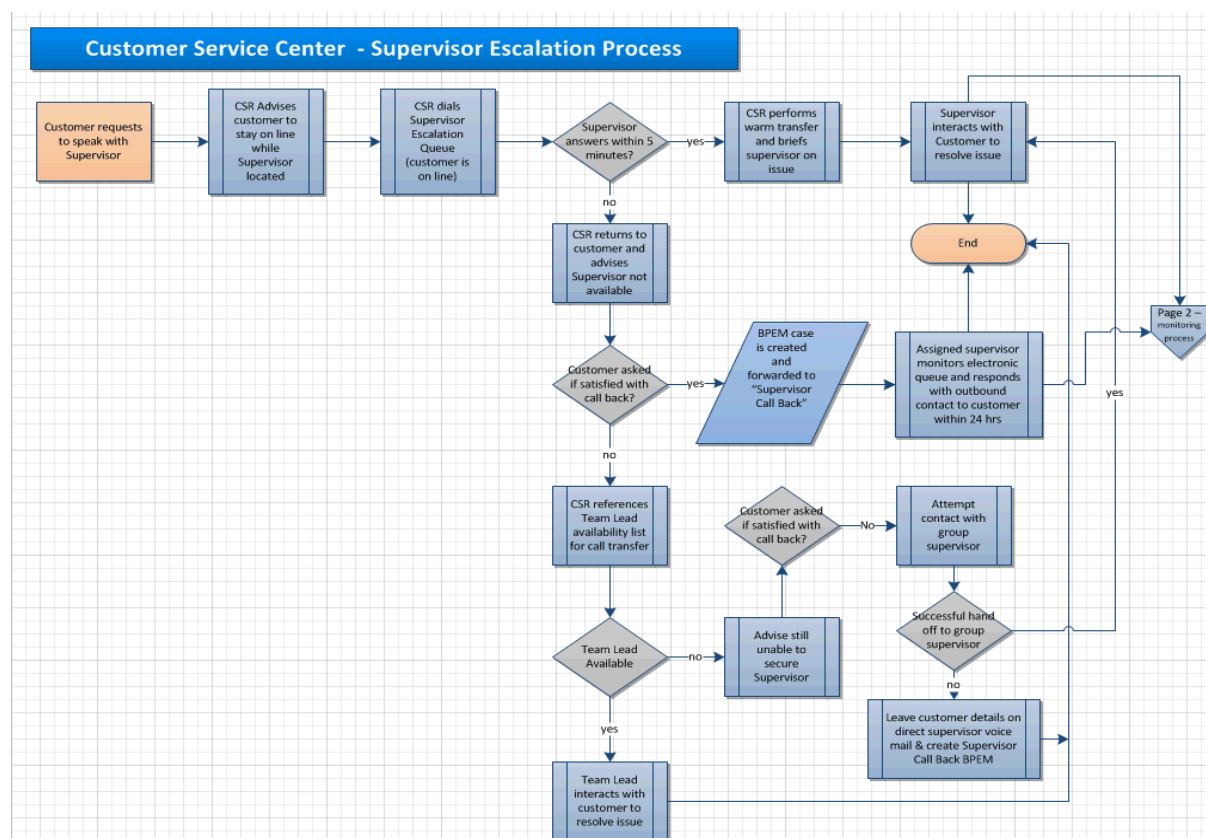 Customer Service Center - Supervisor Escalation Process
Customer requests
to speak with
Supervisor
CSR Advises
customer to
stay on line
while
Supervisor
located
CSR dials
Supervisor
Escalation
Queue
(customer is
on line)
Supervisor
answers within 5
minutes?
yes
CSR performs
warm transfer
and briefs
supervisor on
issue
Supervisor
interacts with
Customer to
resolve issue
no
CSR returns to
customer and
advises
Supervisor not
available
End
Customer asked
if satisfied with
call back?
yes
BPEM case
is created
and
forwarded to
“Supervisor
Call Back”
Assigned supervisor
monitors electronic
queue and responds
with outbound
contact to customer
within 24 hrs
Page 2 –
monitoring
process
yes
no
CSR references
Team Lead
availability list
for call transfer
Customer asked
if satisfied with
call back?
No
Attempt
contact with
group
supervisor
Team Lead
Available
no
Advise still
unable to
secure
Supervisor
Successful hand
off to group
supervisor
no
yes
Leave customer details on
direct supervisor voice
mail & create Supervisor
Call Back BPEM
Team Lead
interacts with
customer to
resolve issue